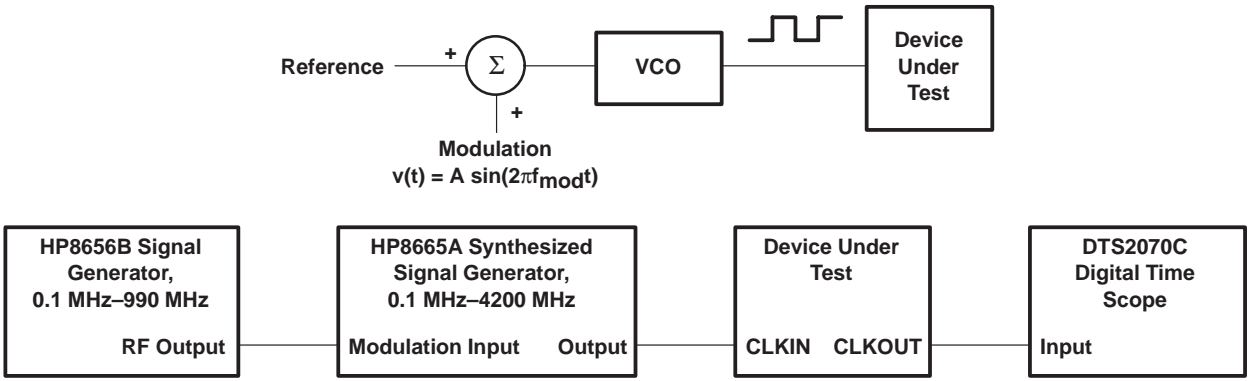 Reference
+
Σ
+
VCO
Device
Under
Test
Modulation
v(t) = A sin(2πfmodt)
HP8656B Signal
Generator,
0.1 MHz–990 MHz
RF Output
HP8665A Synthesized
Signal Generator,
0.1 MHz–4200 MHz
Modulation Input Output
Device Under
Test
CLKIN CLKOUT
DTS2070C
Digital Time
Scope
Input